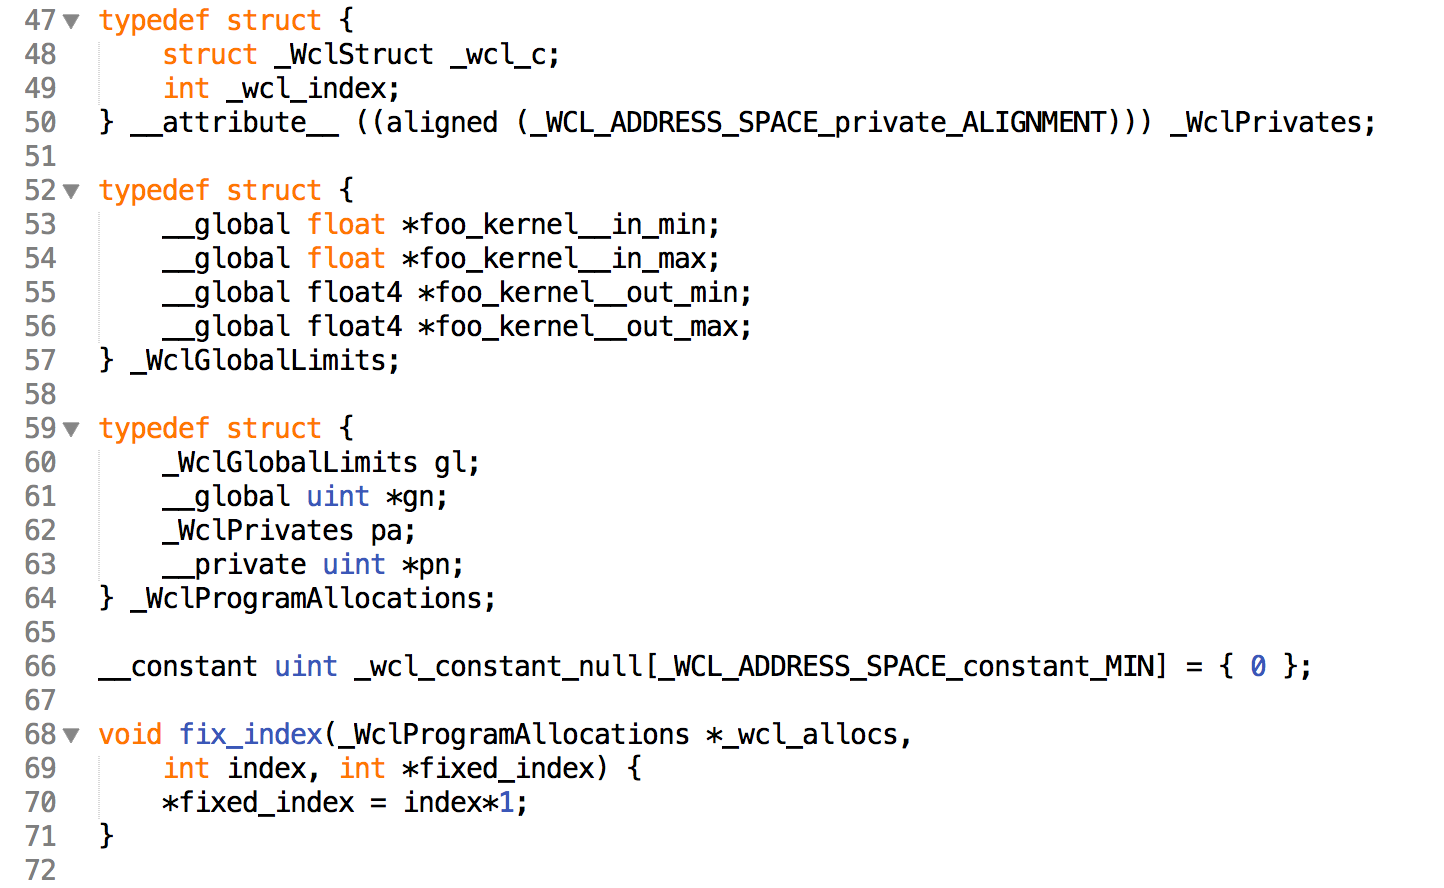 47 typedef struct {
48     struct _WclStruct _wcl_c;
49     int _wcl_index;
50 } __attribute__ ((aligned (_WCL_ADDRESS_SPACE_private_ALIGNMENT))) _WclPrivates;
51
52 typedef struct {
53     __global float *foo_kernel__in_min;
54     __global float *foo_kernel__in_max;
55     __global float4 *foo_kernel__out_min;
56     __global float4 *foo_kernel__out_max;
57 } _WclGlobalLimits;
58
59 typedef struct {
60     _WclGlobalLimits gl;
61     __global uint *gn;
62     _WclPrivates pa;
63     __private uint *pn;
64 } _WclProgramAllocations;
65
66 __constant uint _wcl_constant_null[_WCL_ADDRESS_SPACE_constant_MIN] = { 0 };
67
68 void fix_index(_WclProgramAllocations *_wcl_allocs,
69     int index, int *fixed_index) {
70     *fixed_index = index*1;
71 }
72